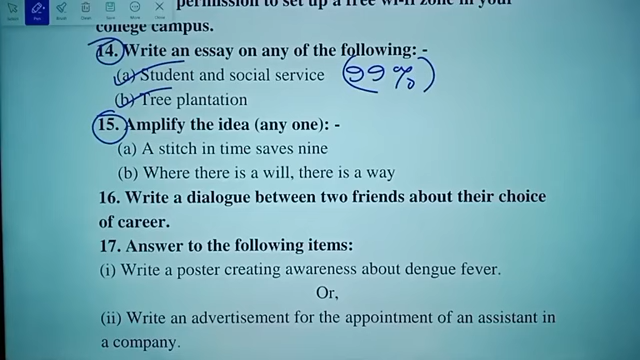 permission to set up a free wi-fi zone in your
college campus.
14. Write an essay on any of the following: -
(a) Student and social service (99%)
(b) Tree plantation
15. Amplify the idea (any one): -
(a) A stitch in time saves nine
(b) Where there is a will, there is a way
16. Write a dialogue between two friends about their choice
of career.
17. Answer to the following items:
(i) Write a poster creating awareness about dengue fever.
Or,
(ii) Write an advertisement for the appointment of an assistant in
a company.